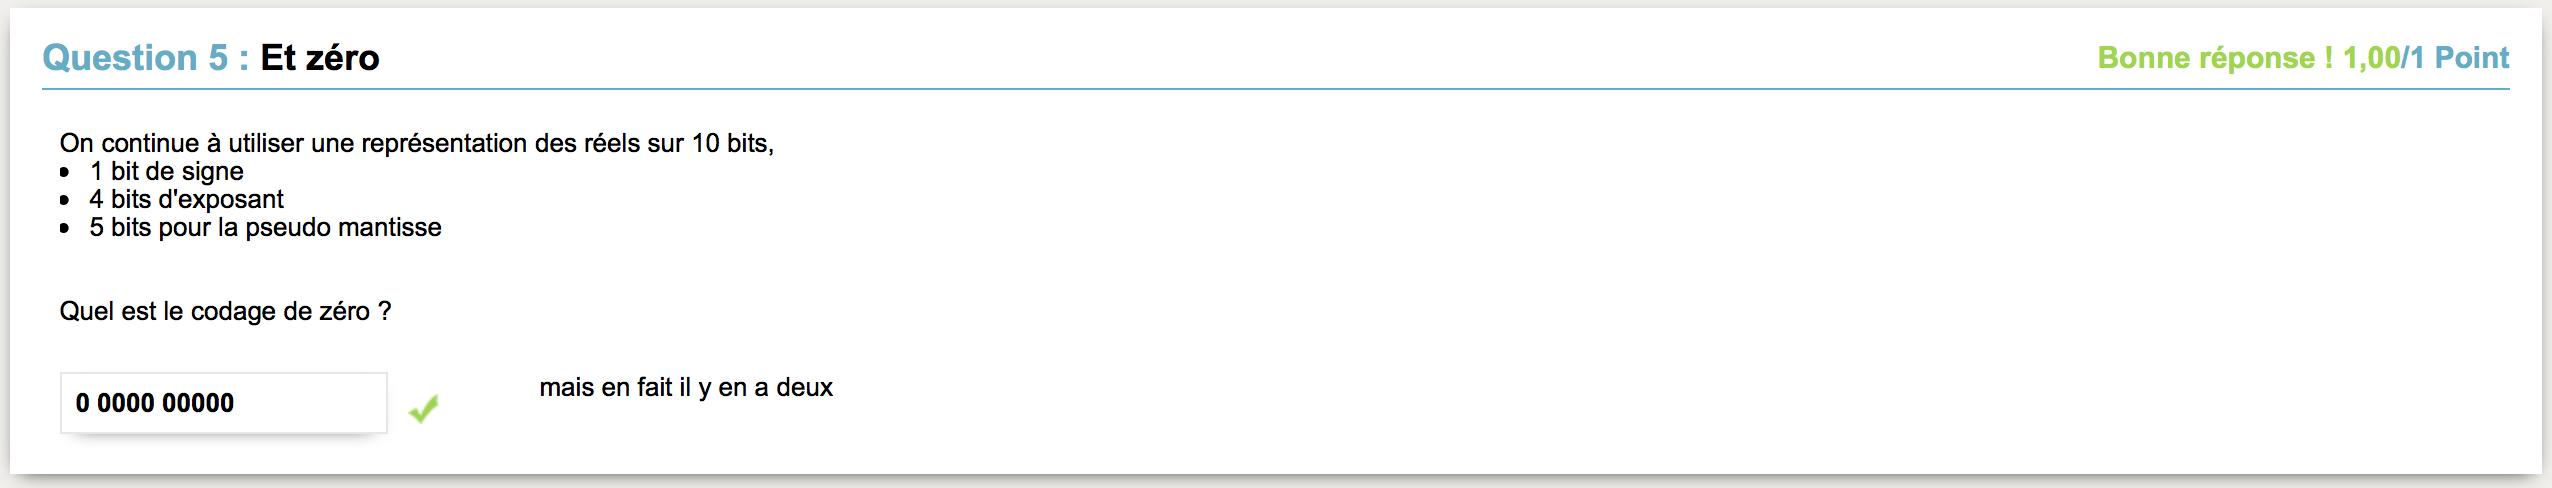 Question 5 : Et zéro
Bonne réponse ! 1,00/1 Point
On continue à utiliser une représentation des réels sur 10 bits,
• 1 bit de signe
• 4 bits d'exposant
• 5 bits pour la pseudo mantisse
Quel est le codage de zéro ?
0 0000 00000
mais en fait il y en a deux